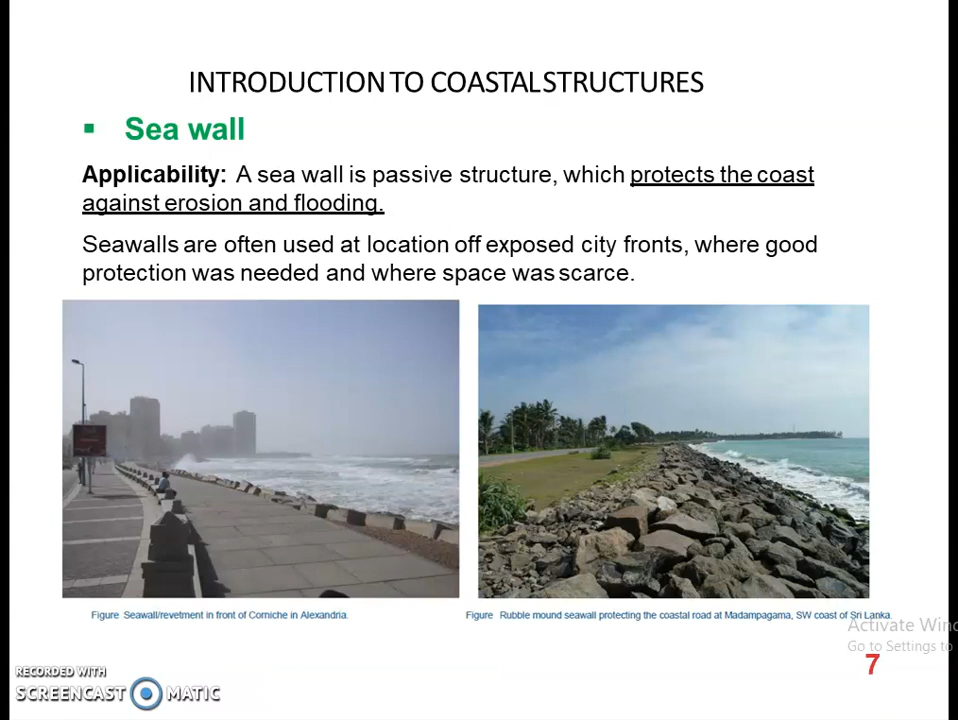 INTRODUCTION TO COASTAL STRUCTURES
▪ Sea wall
Applicability: A sea wall is passive structure, which protects the coast
against erosion and flooding.
Seawalls are often used at location off exposed city fronts, where good
protection was needed and where space was scarce.
Figure Seawall/revetment in front of Corniche in Alexandria.
Figure Rubble mound seawall protecting the coastal road at Madampagama, SW coast of Sri Lanka.
Activate Wind
Go to Settings to
7
RECORDED WITH
SCREENCAST MATIC